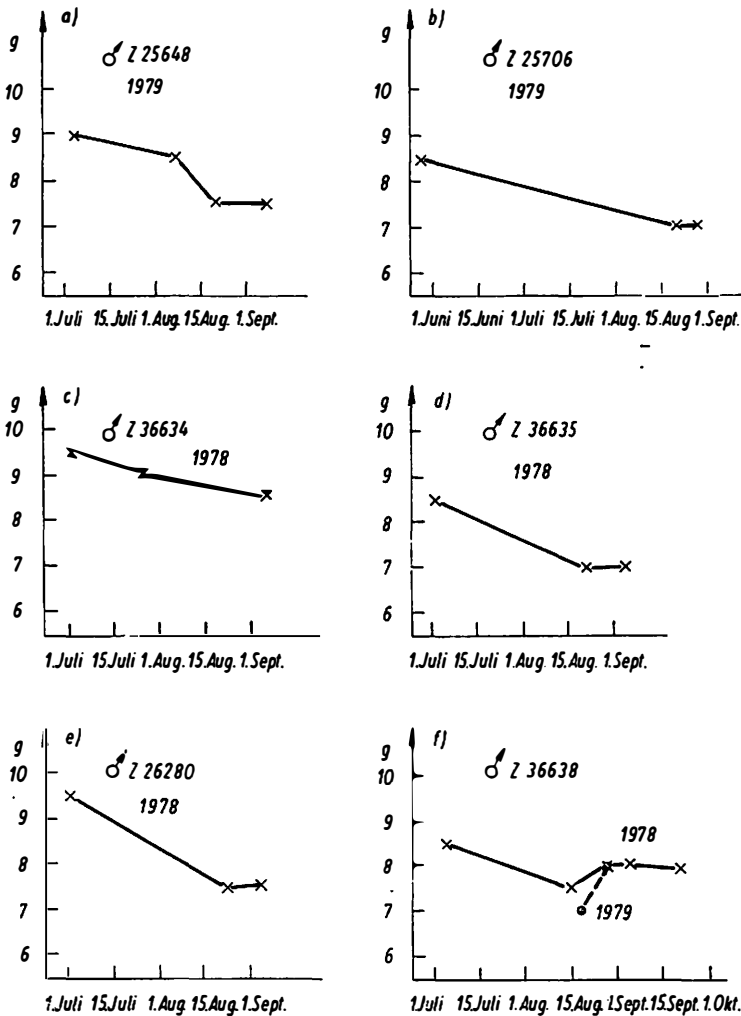 a)
g
♂ Z 25648
1979
10
9
8
7
6
1.Juli 15.Juli 1.Aug. 15.Aug. 1.Sept.
b)
g
♂ Z 25706
1979
10
9
8
7
6
1.Juni 15.Juni 1.Juli 15.Juli 1.Aug. 15.Aug 1.Sept.
c)
g
♂ Z 36634
1978
10
9
8
7
6
1.Juli 15.Juli 1.Aug. 15.Aug. 1.Sept.
d)
g
♂ Z 36635
1978
10
9
8
7
6
1.Juli 15.Juli 1.Aug. 15.Aug. 1.Sept.
e)
g
♂ Z 26280
1978
10
9
8
7
6
1.Juli 15.Juli 1.Aug. 15.Aug. 1.Sept.
f)
g
♂ Z 36638
10
9
1978
8
7
1979
6
1.Juli 15.Juli 1.Aug. 15.Aug. 1.Sept. 15.Sept. 1.Okt.